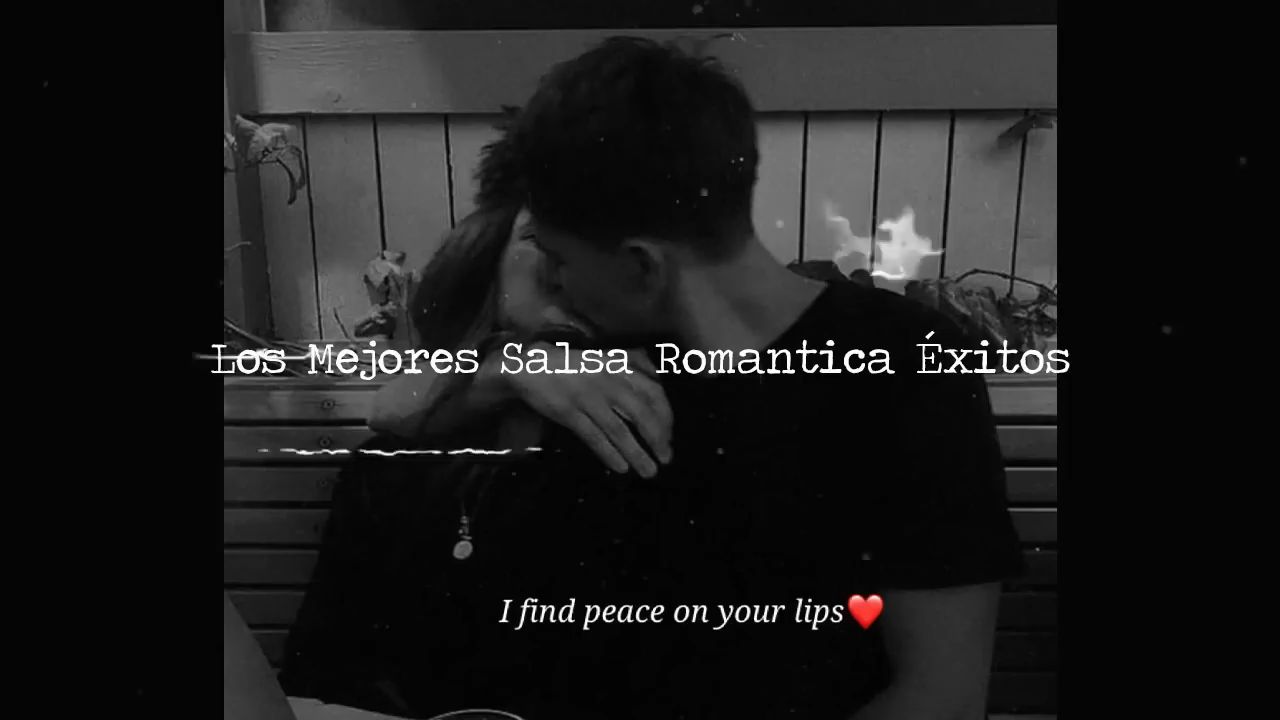 Los Mejores Salsa Romantica Éxitos
I find peace on your lips❤️